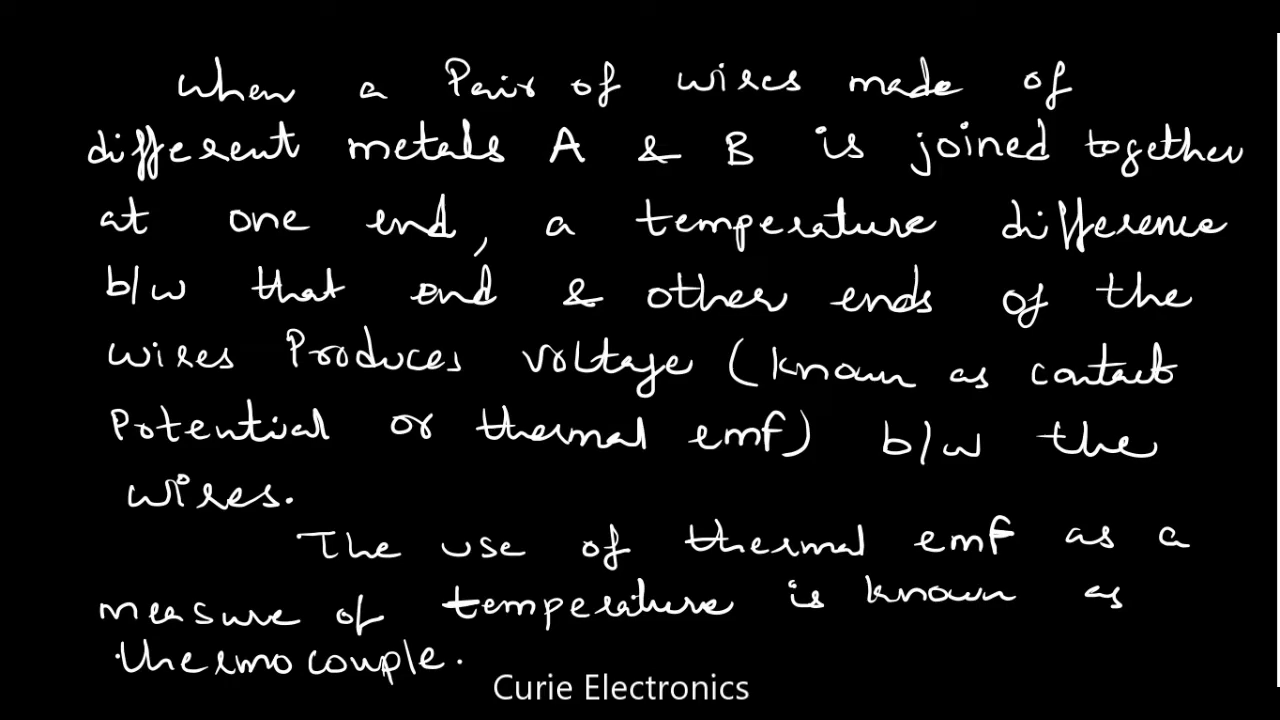 When a Pair of wires made of
different metals A & B is joined together
at one end, a temperature difference
b/w that end & other ends of the
wires Produces voltage (known as contact
Potential or thermal emf) b/w the
wires.
The use of thermal emf as a
measure of temperature is known as
thermocouple.
Curie Electronics